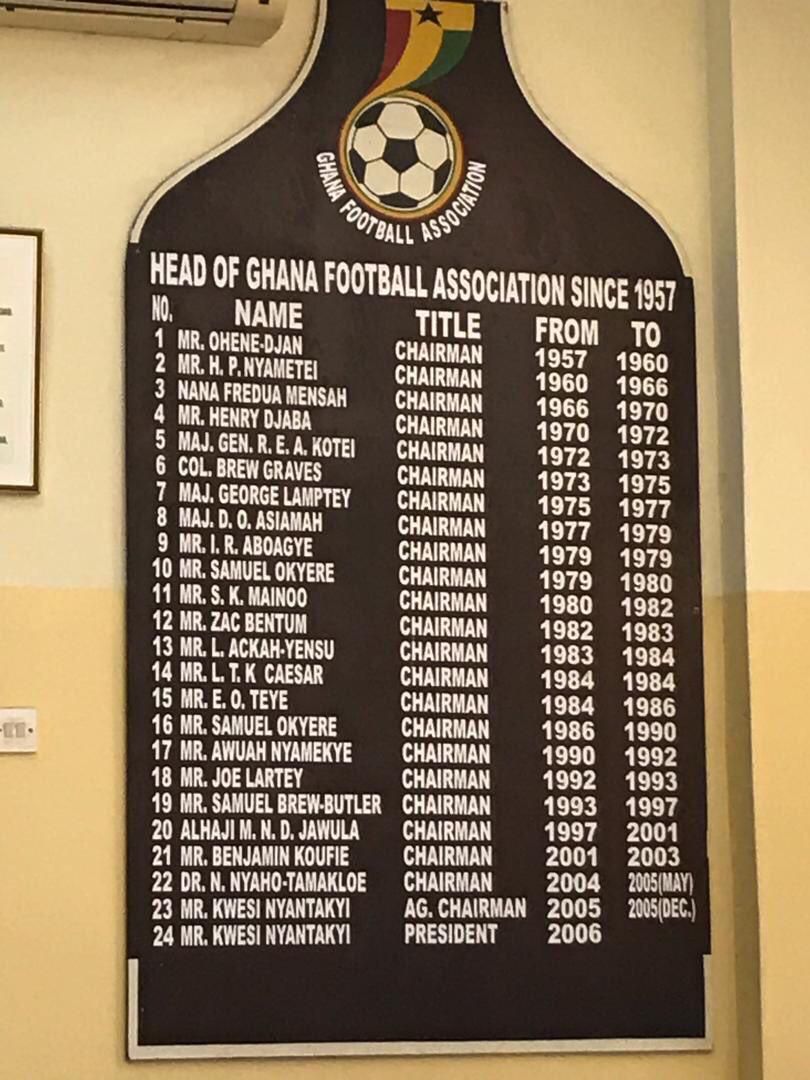 GHANA FOOTBALL ASSOCIATION
HEAD OF GHANA FOOTBALL ASSOCIATION SINCE 1957
NO. NAME TITLE FROM TO
1 MR. OHENE-DJAN CHAIRMAN 1957 1960
2 MR. H. P. NYAMETEI CHAIRMAN 1960 1966
3 NANA FREDUA MENSAH CHAIRMAN 1966 1970
4 MR. HENRY DJABA CHAIRMAN 1970 1972
5 MAJ. GEN. R. E. A. KOTEI CHAIRMAN 1972 1973
6 COL. BREW GRAVES CHAIRMAN 1973 1975
7 MAJ. GEORGE LAMPTEY CHAIRMAN 1975 1977
8 MAJ. D. O. ASIAMAH CHAIRMAN 1977 1979
9 MR. I. R. ABOAGYE CHAIRMAN 1979 1979
10 MR. SAMUEL OKYERE CHAIRMAN 1979 1980
11 MR. S. K. MAINOO CHAIRMAN 1980 1982
12 MR. ZAC BENTUM CHAIRMAN 1982 1983
13 MR. L. ACKAH-YENSU CHAIRMAN 1983 1984
14 MR. L. T. K CAESAR CHAIRMAN 1984 1984
15 MR. E. O. TEYE CHAIRMAN 1984 1986
16 MR. SAMUEL OKYERE CHAIRMAN 1986 1990
17 MR. AWUAH NYAMEKYE CHAIRMAN 1990 1992
18 MR. JOE LARTEY CHAIRMAN 1992 1993
19 MR. SAMUEL BREW-BUTLER CHAIRMAN 1993 1997
20 ALHAJI M. N. D. JAWULA CHAIRMAN 1997 2001
21 MR. BENJAMIN KOUFIE CHAIRMAN 2001 2003
22 DR. N. NYAHO-TAMAKLOE CHAIRMAN 2004 2005(MAY)
23 MR. KWESI NYANTAKYI AG. CHAIRMAN 2005 2005(DEC.)
24 MR. KWESI NYANTAKYI PRESIDENT 2006